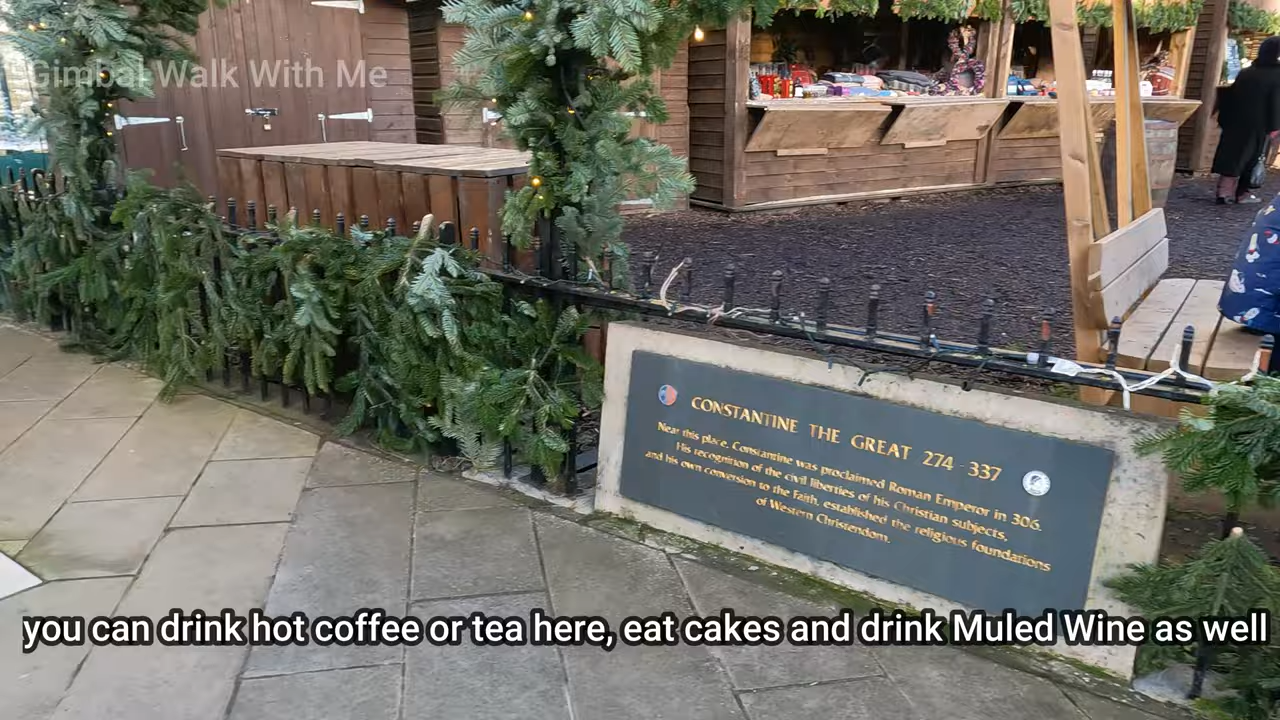 Gimbal Walk With Me
CONSTANTINE THE GREAT 274 - 337
Near this place, Constantine was proclaimed Roman Emperor in 306.
His recognition of the civil liberties of his Christian subjects,
and his own conversion to the Faith, established the religious foundations
of Western Christendom.
you can drink hot coffee or tea here, eat cakes and drink Muled Wine as well